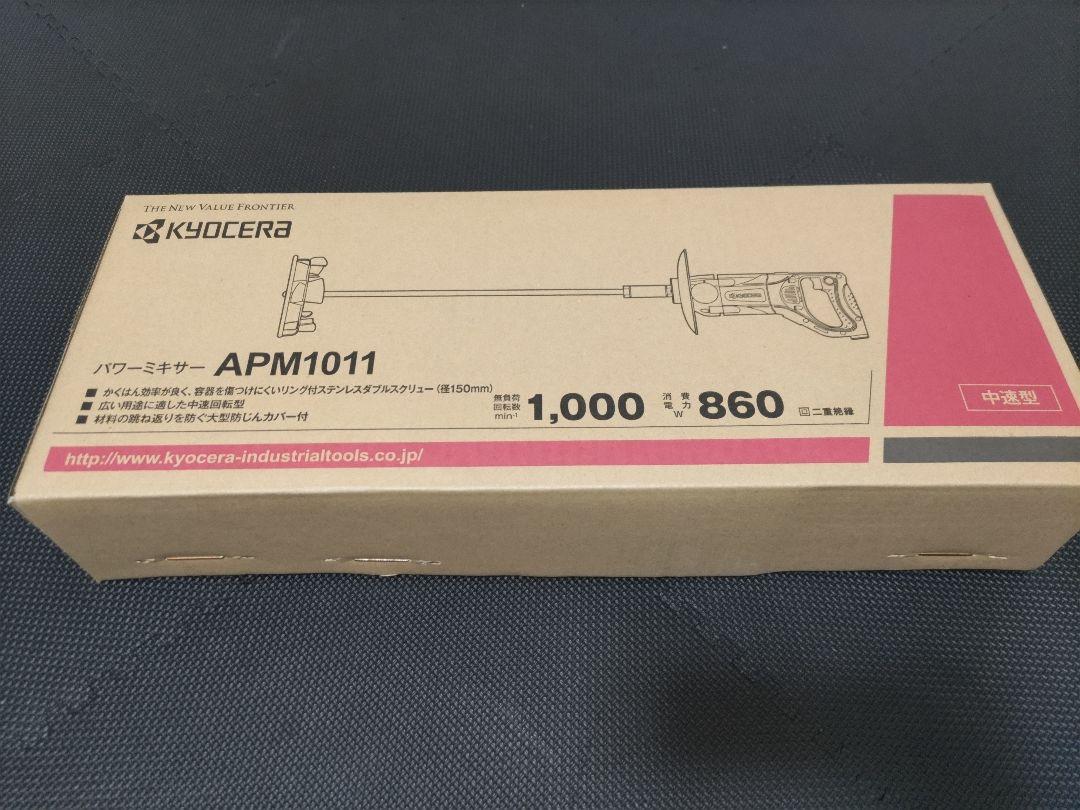 THE NEW VALUE FRONTIER
KYOCERA
KYOCERA
パワーミキサー APM1011
■ かくはん効率が良く、容器を傷つけにくいリング付ステンレスダブルスクリュー（径150mm）
■ 広い用途に適した中速回転型
■ 材料の跳ね返りを防ぐ大型防じんカバー付
無負荷
回転数
min-¹
1,000
消費
電力
W
860
回 二重絶縁
中速型
http://www.kyocera-industrialtools.co.jp/